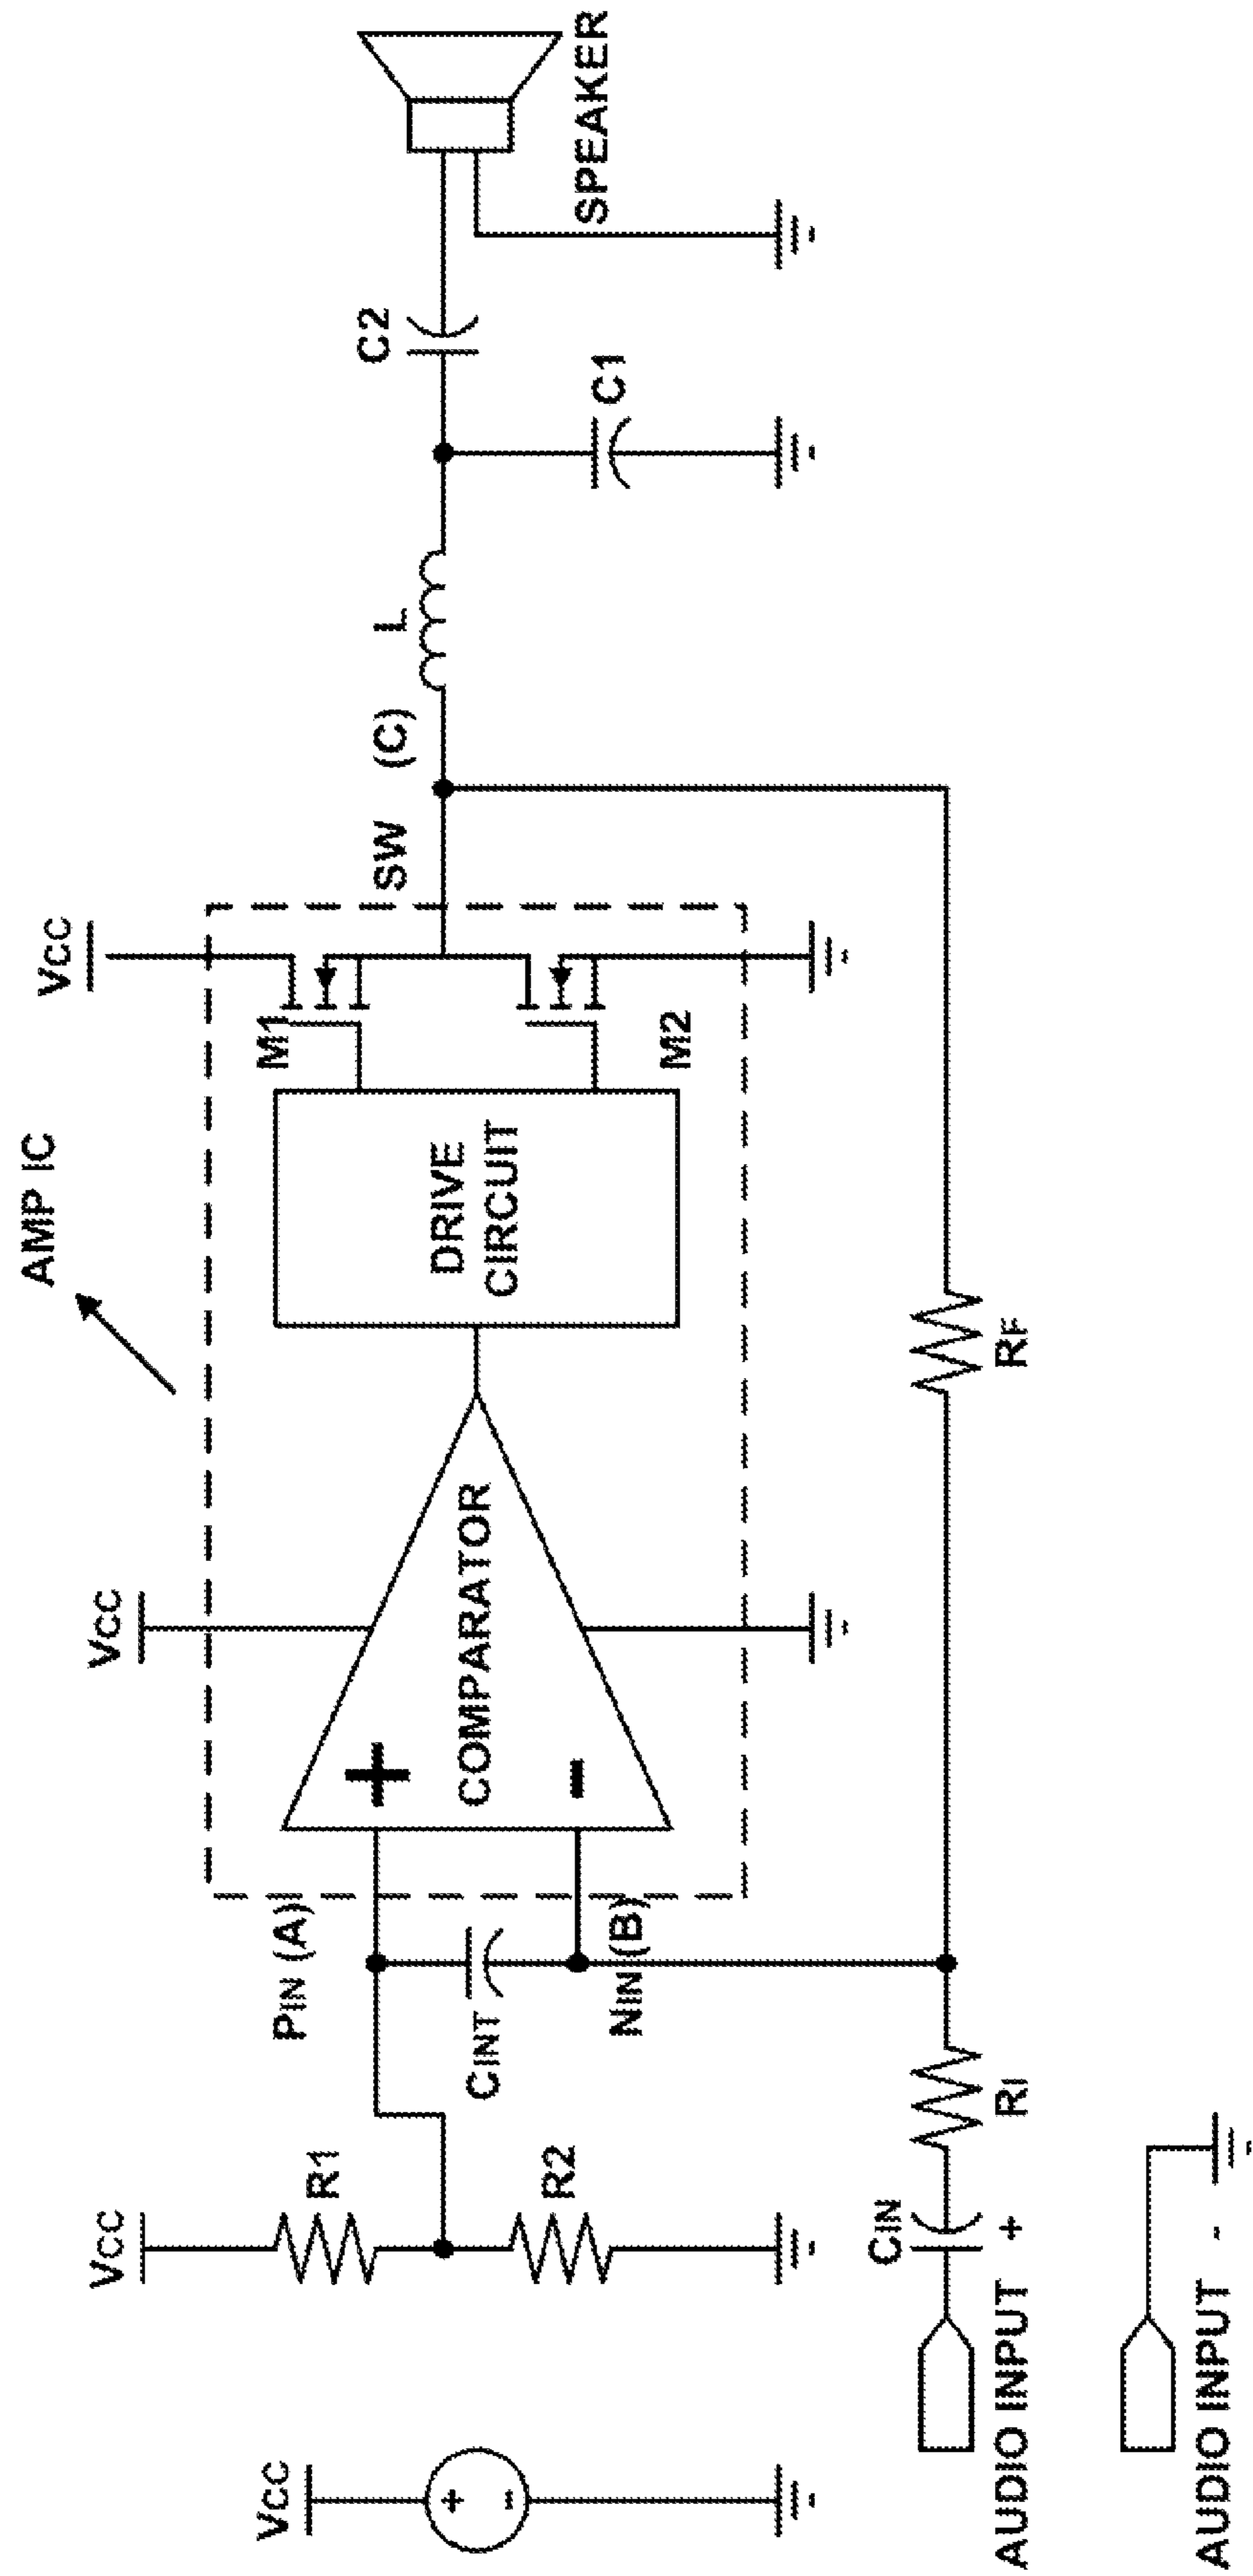 AMP IC
VCC
VCC
VCC
VCC
+
-
R1
R2
PIN (A)
CINT
NIN (B)
+
-
COMPARATOR
DRIVE
CIRCUIT
M1
M2
SW (C)
L
C2
C1
SPEAKER
CIN
RI
RF
AUDIO INPUT +
AUDIO INPUT -